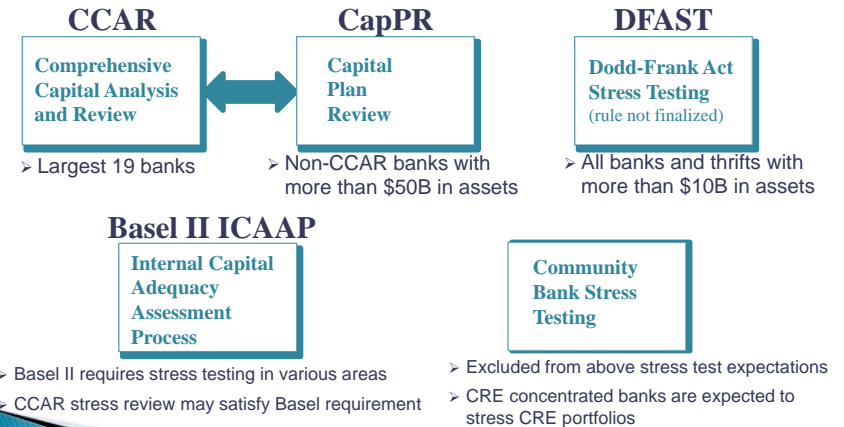 CCAR
CapPR
DFAST
Comprehensive
Capital Analysis
and Review
Capital
Plan
Review
Dodd-Frank Act
Stress Testing
(rule not finalized)
➢ Largest 19 banks
➢ Non-CCAR banks with
more than $50B in assets
➢ All banks and thrifts with
more than $10B in assets
Basel II ICAAP
Internal Capital
Adequacy
Assessment
Process
Community
Bank Stress
Testing
➢ Basel II requires stress testing in various areas
➢ CCAR stress review may satisfy Basel requirement
➢ Excluded from above stress test expectations
➢ CRE concentrated banks are expected to
stress CRE portfolios